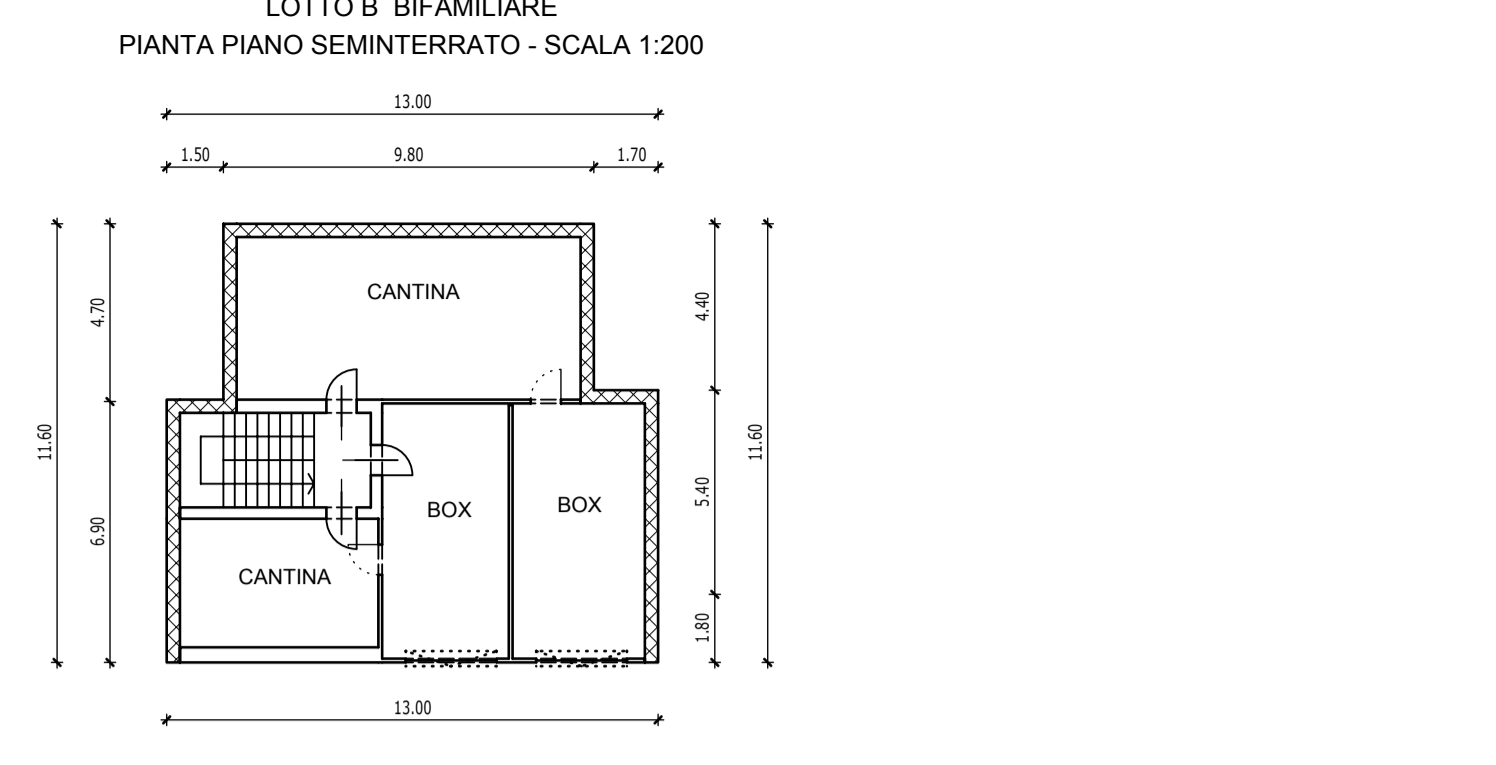 LOTTO B BIFAMILIARE
PIANTA PIANO SEMINTERRATO - SCALA 1:200
13.00
1.50
9.80
1.70
CANTINA
4.70
4.40
11.60
11.60
5.40
BOX
BOX
6.90
CANTINA
1.80
13.00